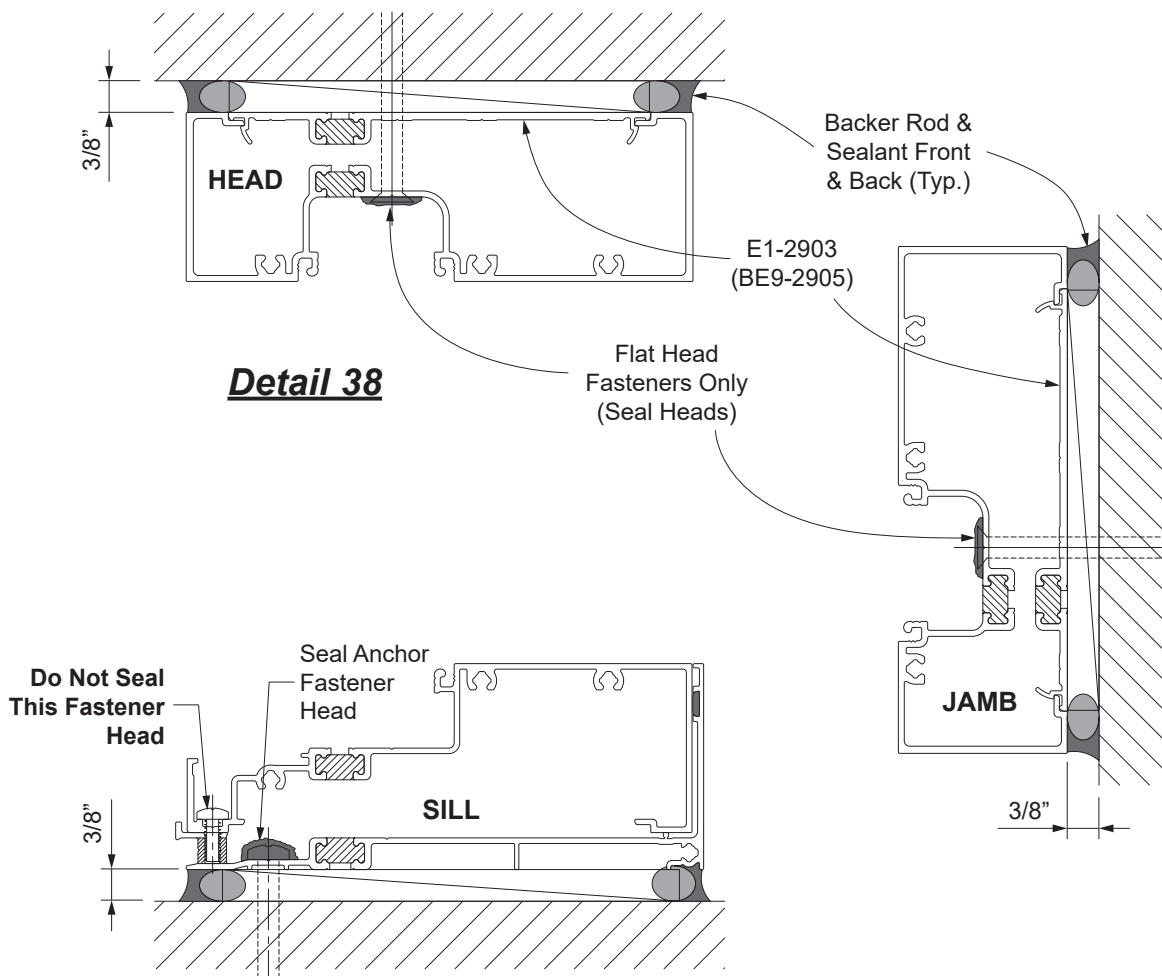 3/8”
HEAD
Backer Rod &
Sealant Front
& Back (Typ.)
E1-2903
(BE9-2905)
Detail 38
Flat Head
Fasteners Only
(Seal Heads)
JAMB
3/8”
Do Not Seal
This Fastener
Head
Seal Anchor
Fastener
Head
SILL
3/8”